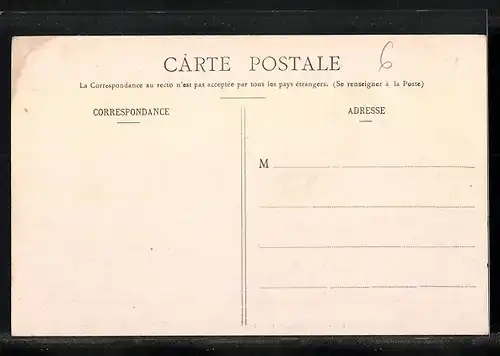 CARTE POSTALE
6
La Correspondance au recto n'est pas acceptée par tous les pays étrangers. (Se renseigner à la Poste)
CORRESPONDANCE
ADRESSE
M